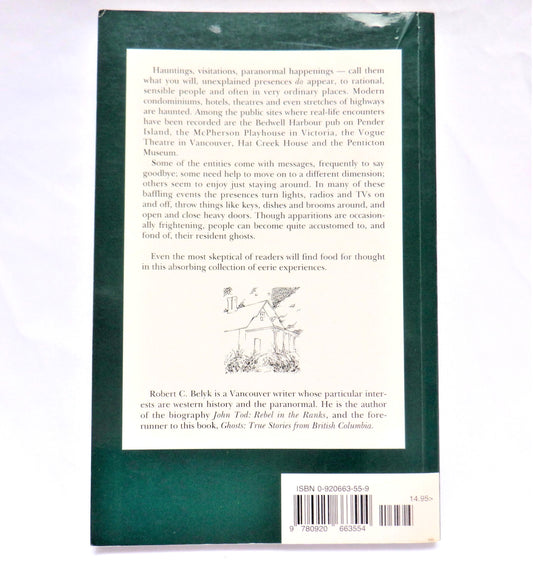 Hauntings, visitations, paranormal happenings — call them
what you will, unexplained presences do appear, to rational,
sensible people and often in very ordinary places. Modern
condominiums, hotels, theatres and even stretches of highways
are haunted. Among the public sites where real-life encounters
have been recorded are the Bedwell Harbour pub on Pender
Island, the McPherson Playhouse in Victoria, the Vogue
Theatre in Vancouver, Hat Creek House and the Penticton
Museum.
Some of the entities come with messages, frequently to say
goodbye; some need help to move on to a different dimension;
others seem to enjoy just staying around. In many of these
baffling events the presences turn lights, radios and TVs on
and off, throw things like keys, dishes and brooms around, and
open and close heavy doors. Though apparitions are occasion-
ally frightening, people can become quite accustomed to, and
fond of, their resident ghosts.
Even the most skeptical of readers will find food for thought
in this absorbing collection of eerie experiences.
Robert C. Belyk is a Vancouver writer whose particular inter-
ests are western history and the paranormal. He is the author
of the biography John Tod: Rebel in the Ranks, and the fore-
runner to this book, Ghosts: True Stories from British Columbia.
ISBN 0-920663-55-9
14.95>
9 780920 663554